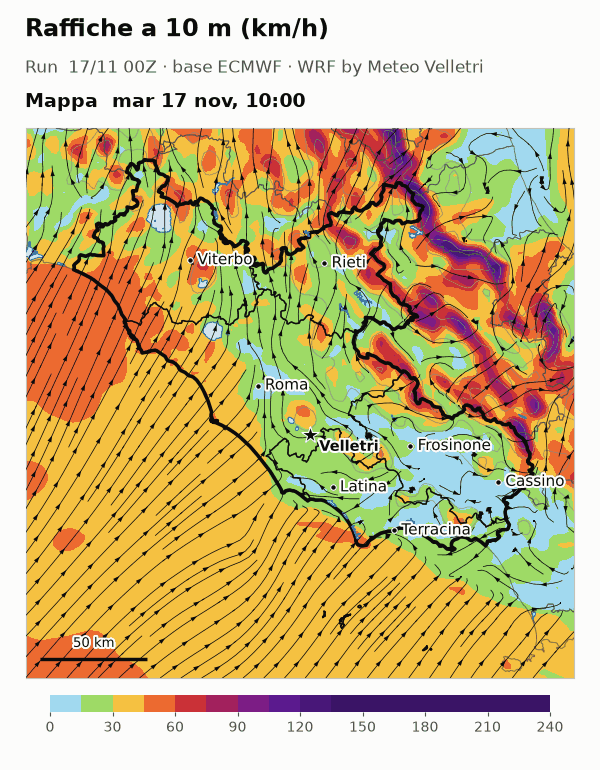 Raffiche a 10 m (km/h)
Run  17/11 00Z · base ECMWF · WRF by Meteo Velletri
Mappa  mar 17 nov, 10:00
Viterbo
Rieti
Roma
Velletri
Frosinone
Latina
Cassino
Terracina
50 km
0 30 60 90 120 150 180 210 240